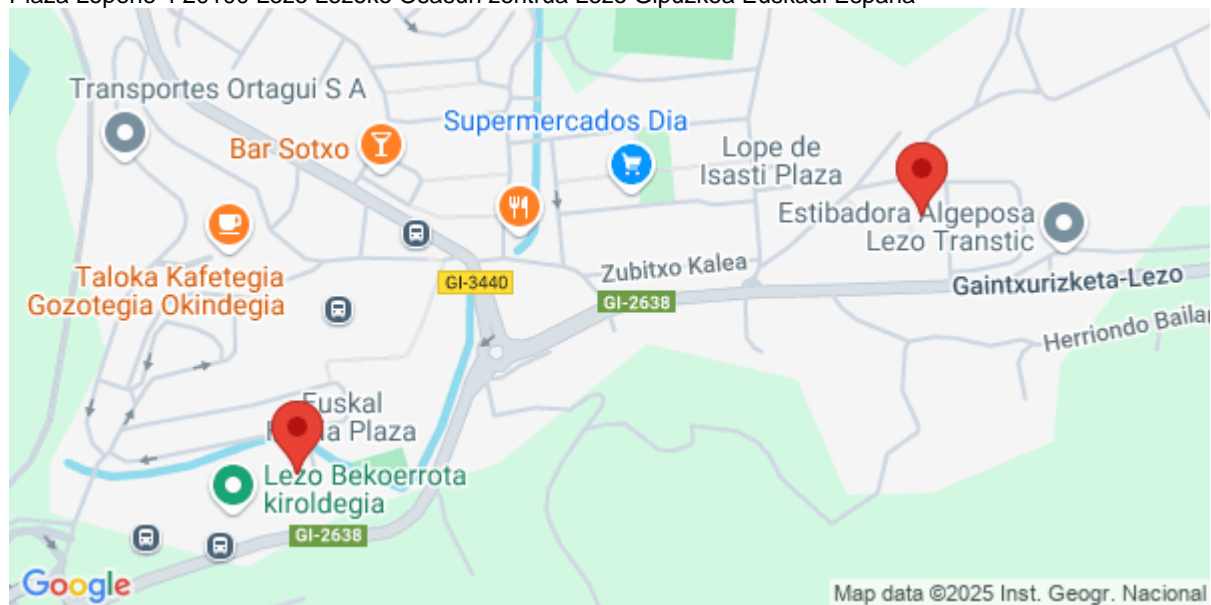 Transportes Ortagui S A
Bar Sotxo
Supermercados Dia
Lope de
Isasti Plaza
Estibadora Algeposa
Lezo Transtic
Taloka Kafetegia
Gozotegia Okindegia
GI-3440
Zubitxo Kalea
GI-2638
Gaintxurizketa-Lezo
Herriondo Bailar
Euskal
Plaza
Lezo Bekoerrota
kiroldegia
GI-2638
Google
Map data ©2025 Inst. Geogr. Nacional